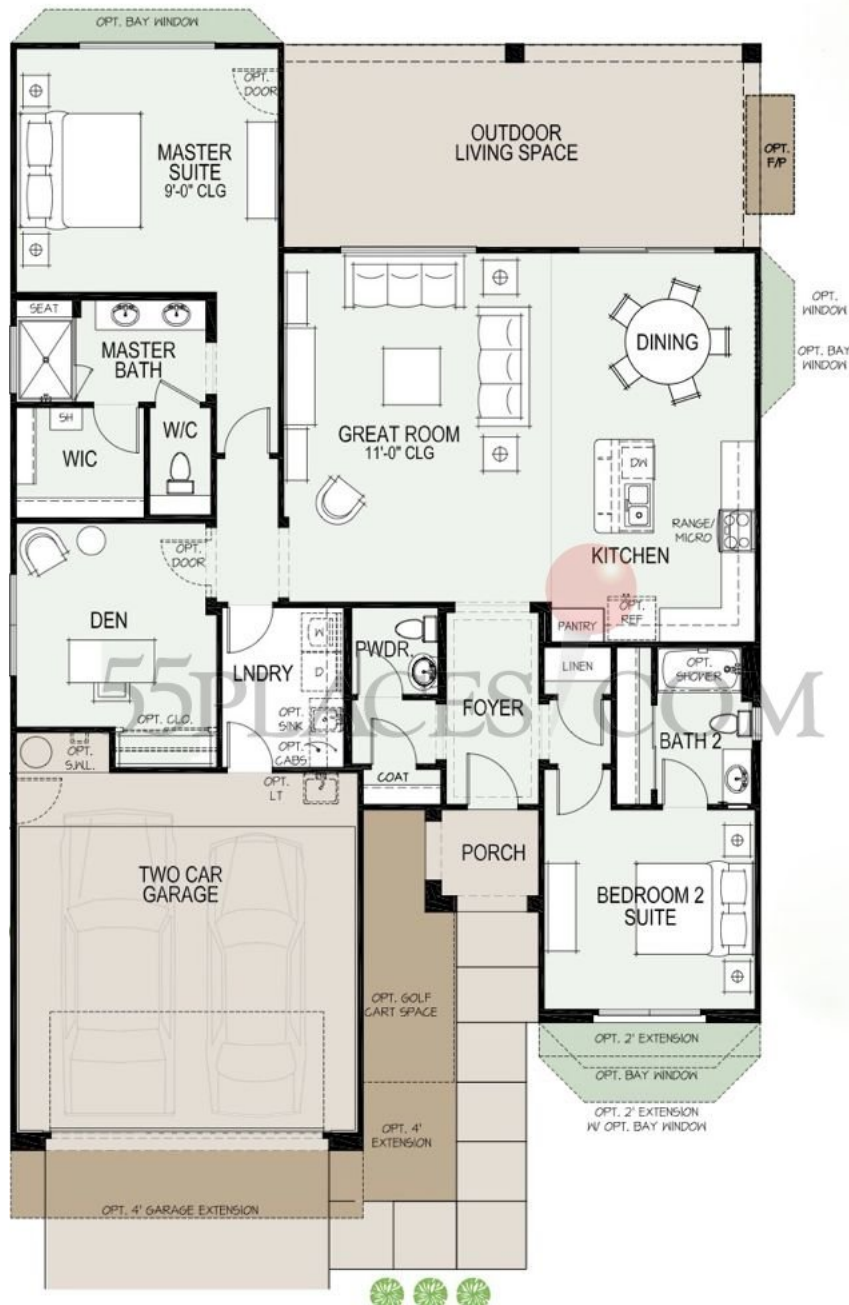 OPT. BAY WINDOW
OPT.
DOOR
MASTER
SUITE
9'-0" CLG
OUTDOOR
LIVING SPACE
OPT.
F/P
SEAT
MASTER
BATH
SH
WIC
W/C
GREAT ROOM
11'-0" CLG
DINING
OPT.
WINDOW
OPT. BAY
WINDOW
DW
RANGE/
MICRO
KITCHEN
PANTRY
OPT.
REF
OPT.
DOOR
DEN
LNDRY
W
D
OPT.
SINK
OPT.
CABS
OPT. CLO.
OPT.
S.W.L.
OPT.
LT
PWDR.
COAT
FOYER
LINEN
OPT.
SHOWER
BATH 2
55PLACES.COM
TWO CAR
GARAGE
PORCH
BEDROOM 2
SUITE
OPT. GOLF
CART SPACE
OPT. 4'
EXTENSION
OPT. 2' EXTENSION
OPT. BAY WINDOW
OPT. 2' EXTENSION
W/ OPT. BAY WINDOW
OPT. 4' GARAGE EXTENSION